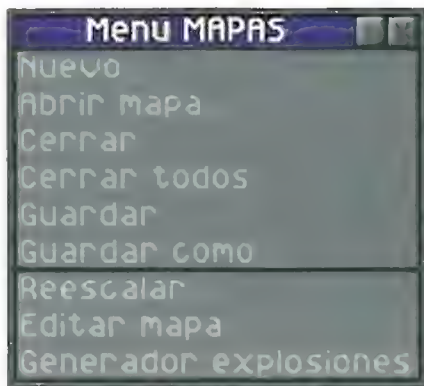 Menu MAPAS
Nuevo
Abrir mapa
Cerrar
Cerrar todos
Guardar
Guardar como
Reescalar
Editar mapa
Generador explosiones